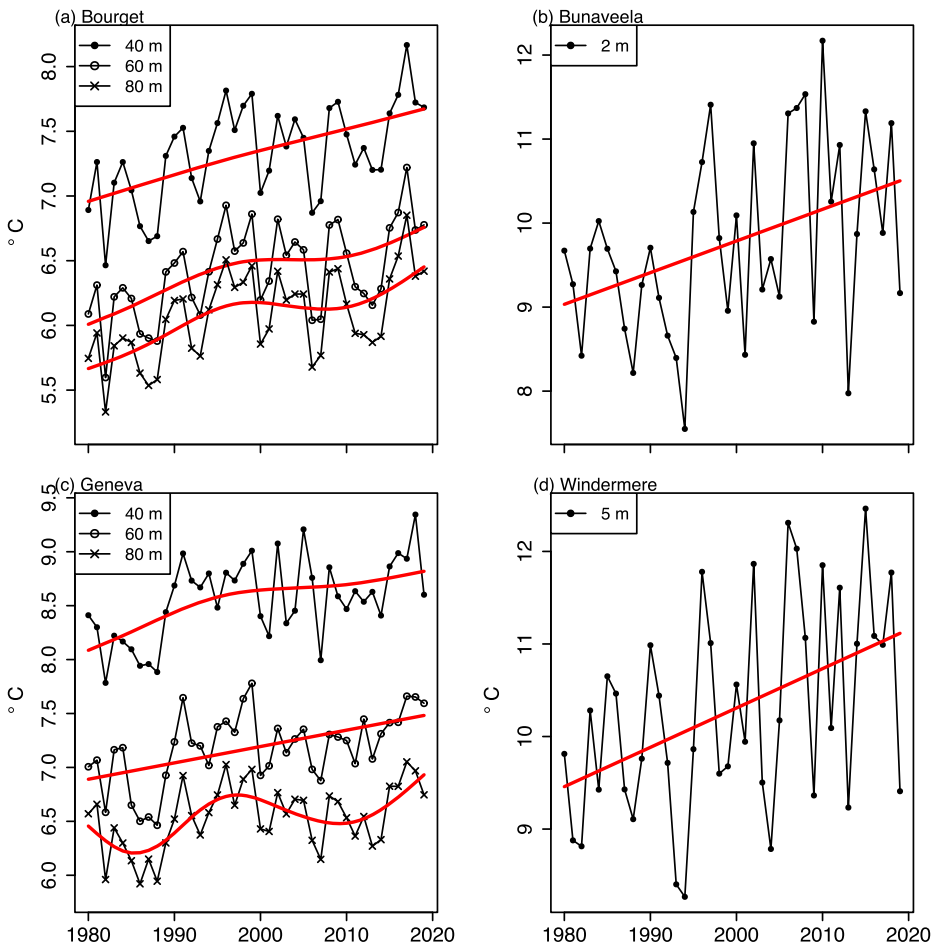 (a) Bourget
40 m
60 m
80 m
8.0
7.5
7.0
6.5
6.0
5.5
° C
(b) Bunaveela
2 m
12
11
10
9
8
(c) Geneva
40 m
60 m
80 m
9.5
9.0
8.5
8.0
7.5
7.0
6.5
6.0
° C
1980 1990 2000 2010 2020
(d) Windermere
5 m
12
11
10
9
° C
1980 1990 2000 2010 2020